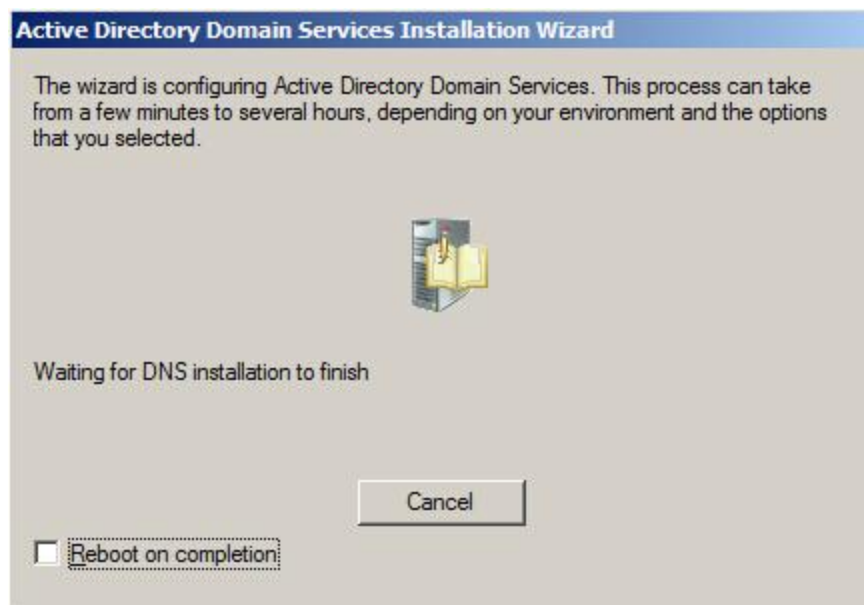 Active Directory Domain Services Installation Wizard
The wizard is configuring Active Directory Domain Services. This process can take
from a few minutes to several hours, depending on your environment and the options
that you selected.
Waiting for DNS installation to finish
Cancel
Reboot on completion